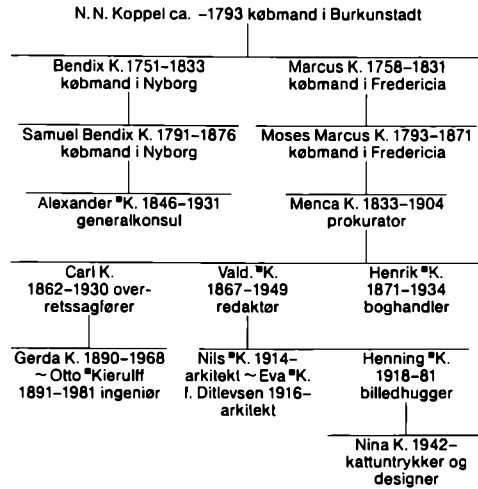 N. N. Koppel ca. –1793 købmand i Burkunstadt
Bendix K. 1751–1833
købmand i Nyborg
Marcus K. 1758–1831
købmand i Fredericia
Samuel Bendix K. 1791–1876
købmand i Nyborg
Moses Marcus K. 1793–1871
købmand i Fredericia
Alexander *K. 1846–1931
generalkonsul
Menca K. 1833–1904
prokurator
Carl K.
1862–1930 over-
retssagfører
Vald. *K.
1867–1949
redaktør
Henrik *K.
1871–1934
boghandler
Gerda K. 1890–1968
~ Otto *Kierulff
1891–1981 ingeniør
Nils *K. 1914–
arkitekt ~ Eva *K.
f. Ditlevsen 1916–
arkitekt
Henning *K.
1918–81
billedhugger
Nina K. 1942–
kattuntrykker og
designer